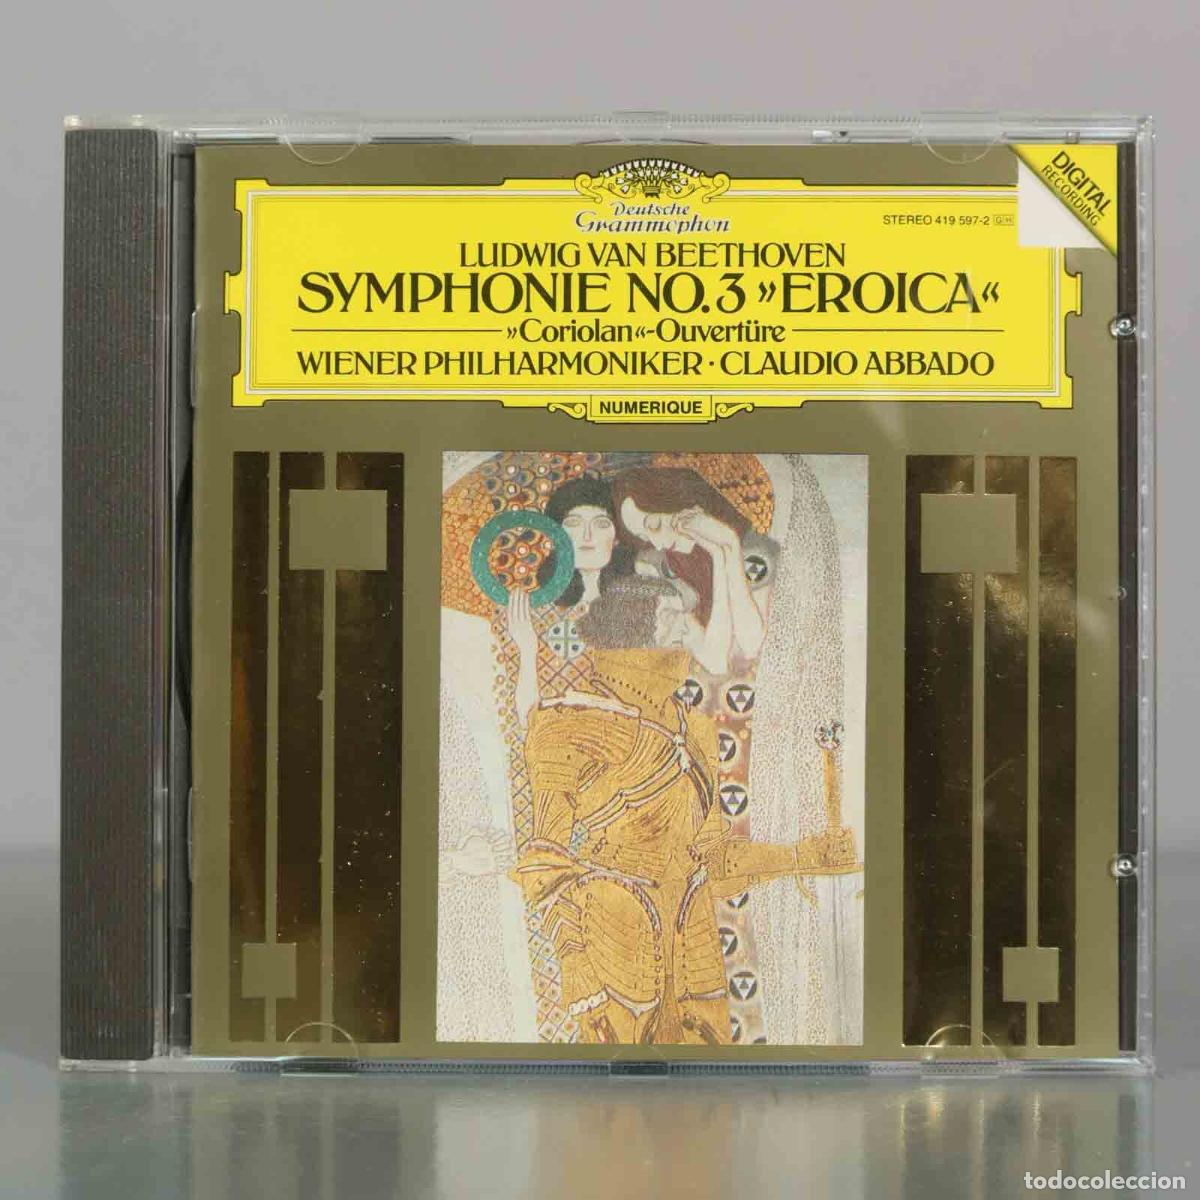 DIGITAL
RECORDING
Deutsche
Grammophon
STEREO 419 597-2 GH
LUDWIG VAN BEETHOVEN
SYMPHONIE NO.3 »EROICA«
»Coriolan«-Ouvertüre
WIENER PHILHARMONIKER · CLAUDIO ABBADO
NUMERIQUE
todocoleccion